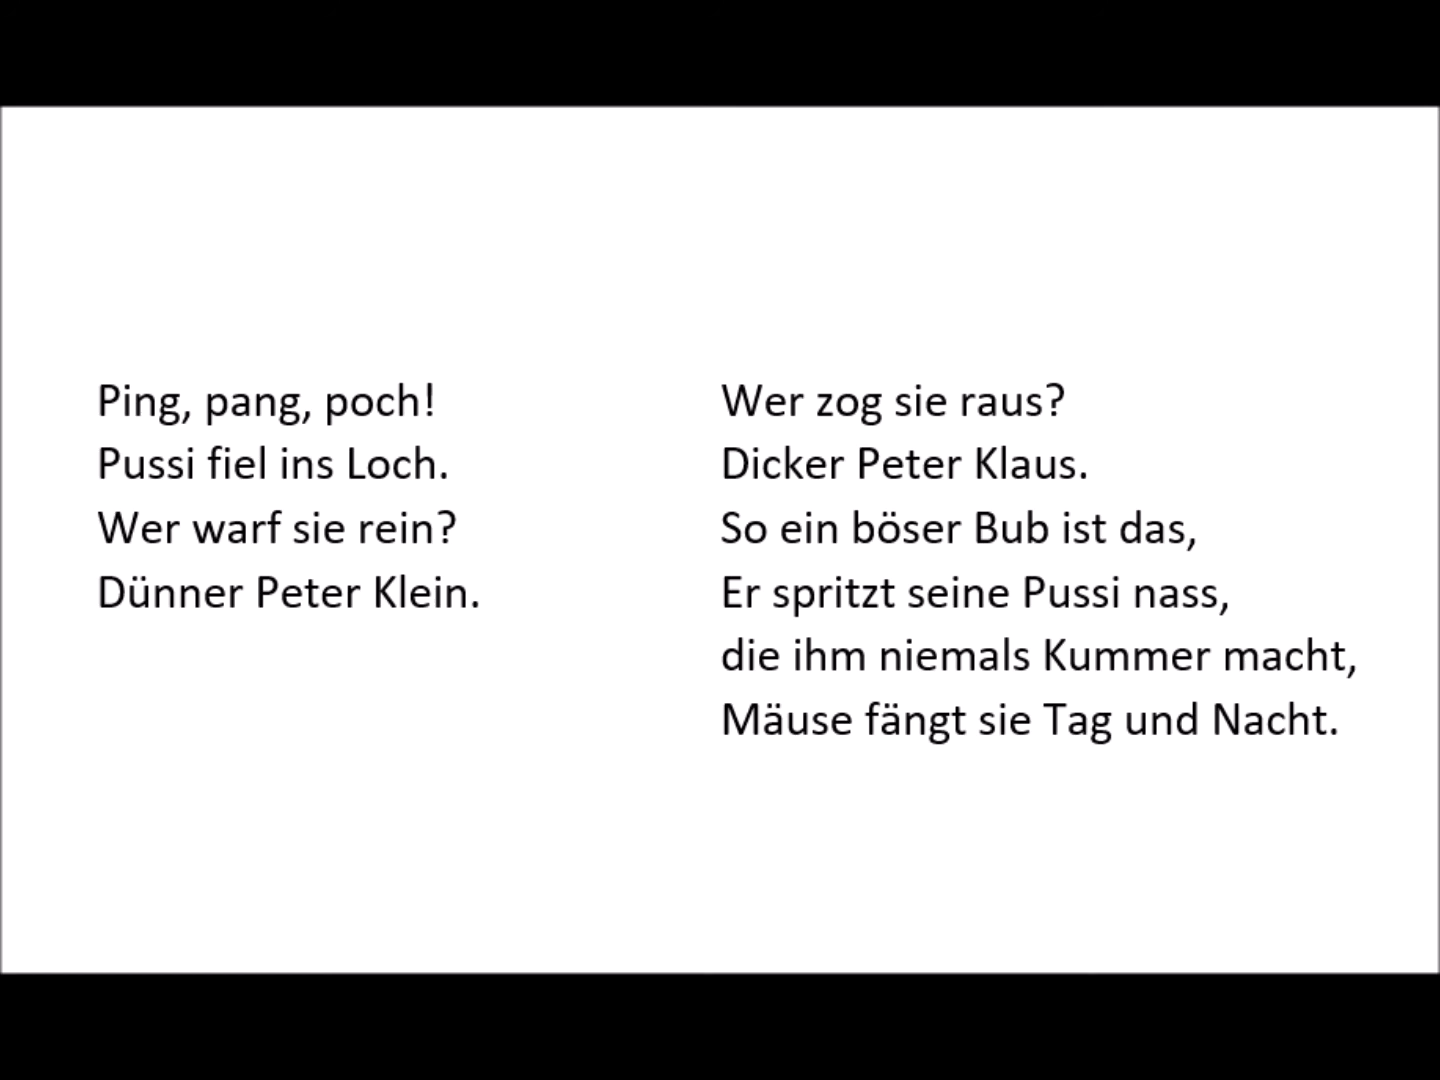 Ping, pang, poch!
Pussi fiel ins Loch.
Wer warf sie rein?
Dünner Peter Klein.
Wer zog sie raus?
Dicker Peter Klaus.
So ein böser Bub ist das,
Er spritzt seine Pussi nass,
die ihm niemals Kummer macht,
Mäuse fängt sie Tag und Nacht.